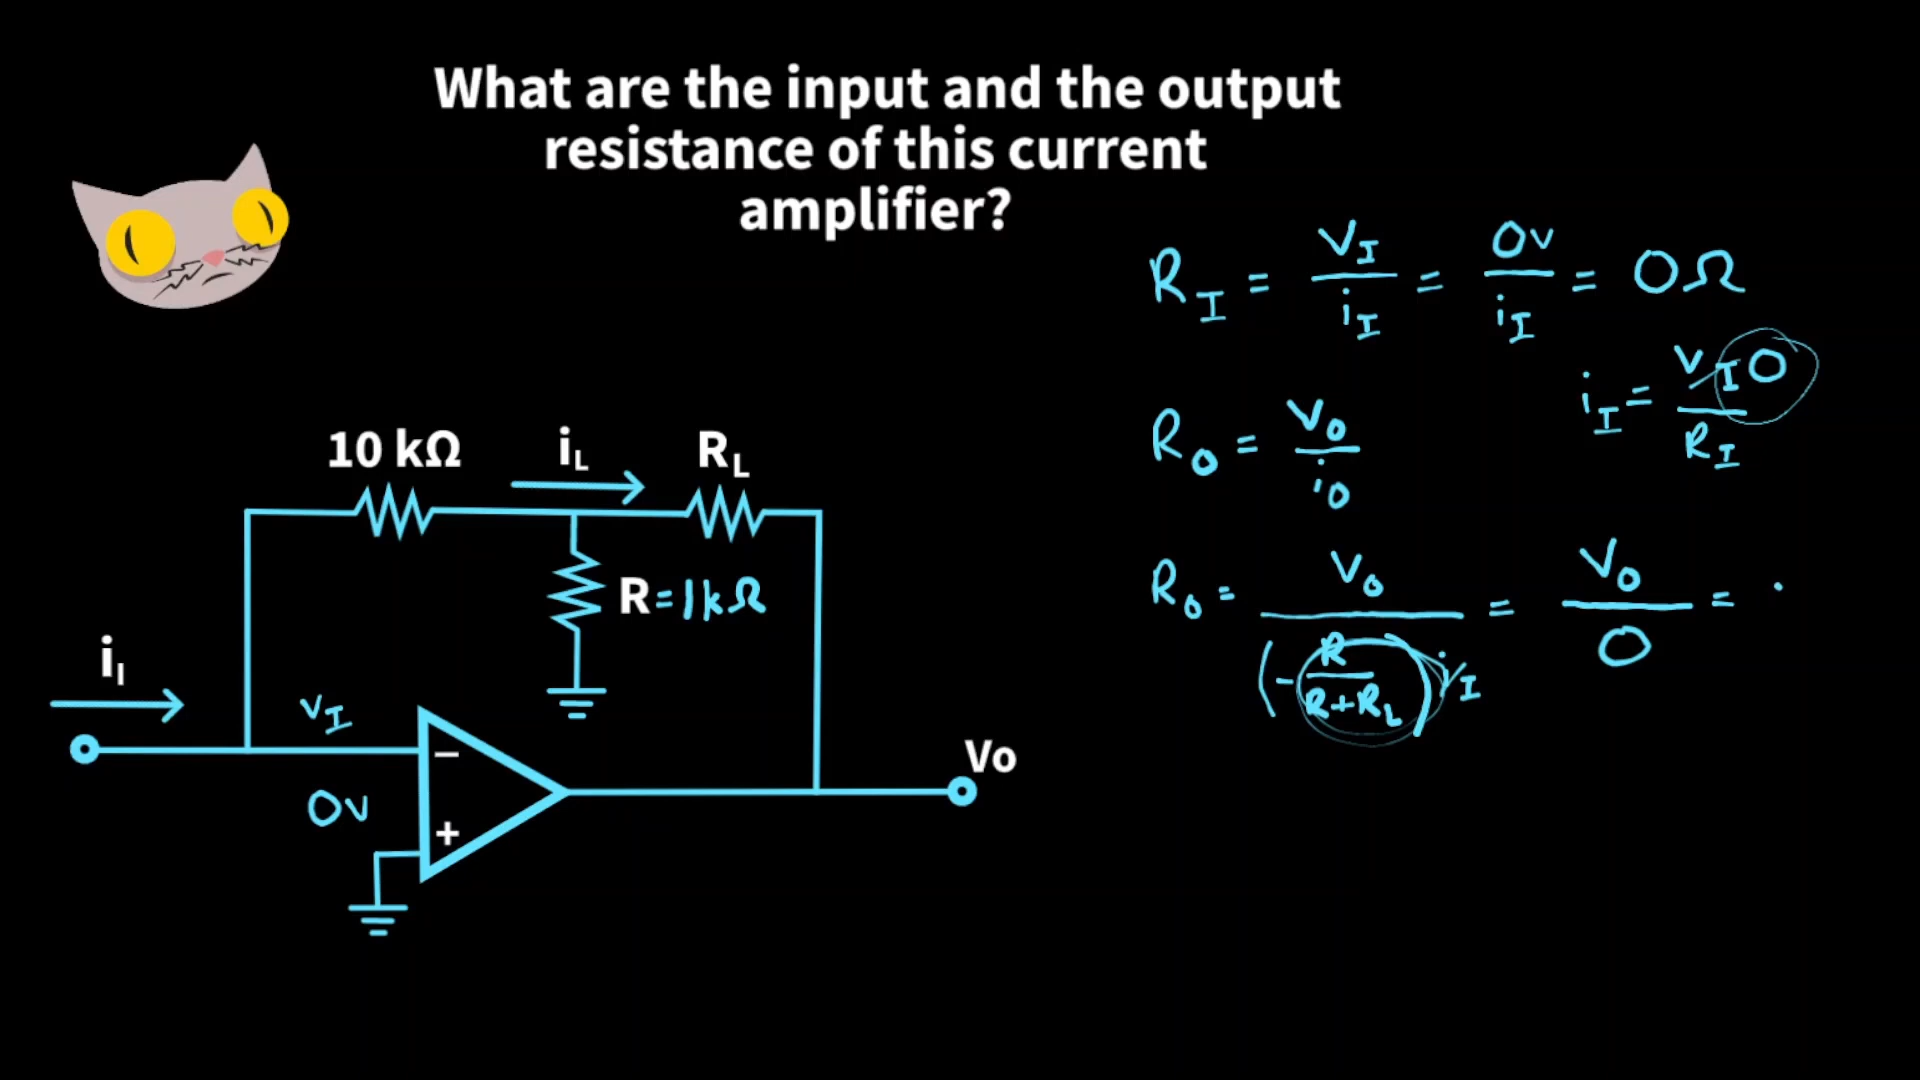 What are the input and the output
resistance of this current
amplifier?
R_I = v_I / i_I = 0v / i_I = 0Ω
i_I = v_I 0 / R_I
R_o = v_o / i_o
R_o = v_o / (- R / R+R_L) i_I = v_o / 0 =
10 kΩ
i_L
R_L
R = 1kΩ
i_I
v_I
0v
−
+
Vo